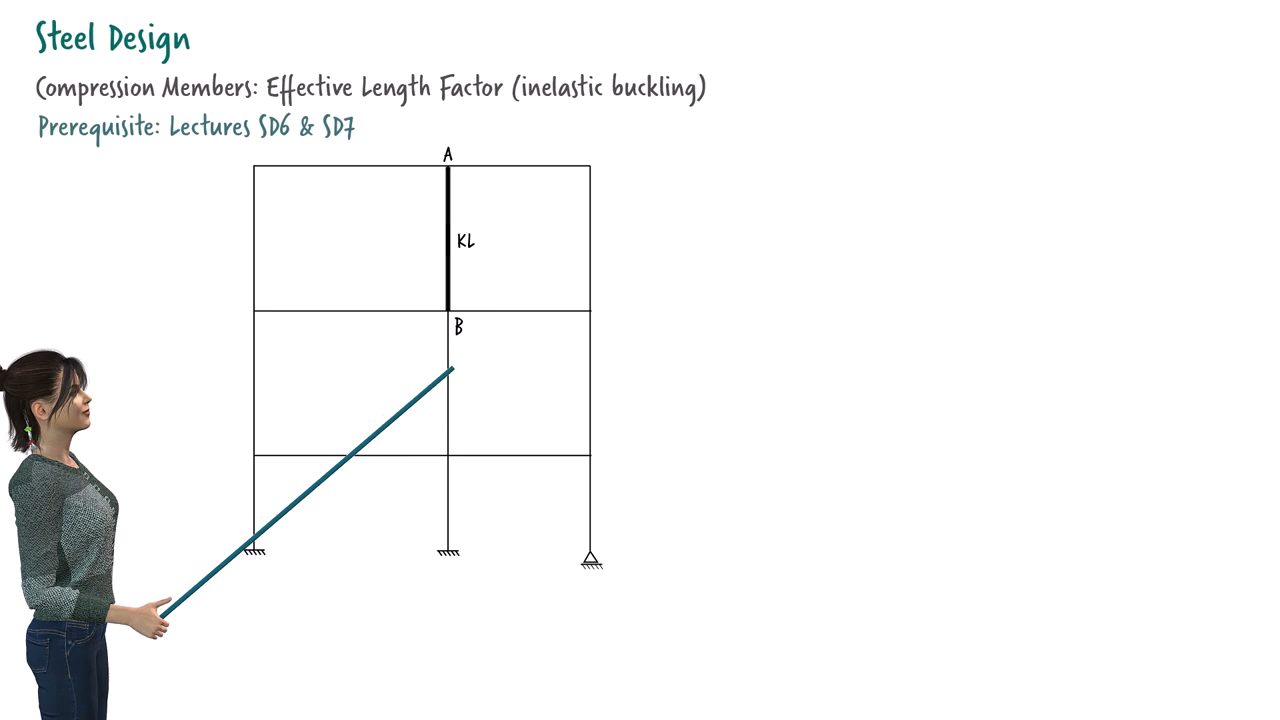 Steel Design
Compression Members: Effective Length Factor (inelastic buckling)
Prerequisite: Lectures SD6 & SD7
A
KL
B